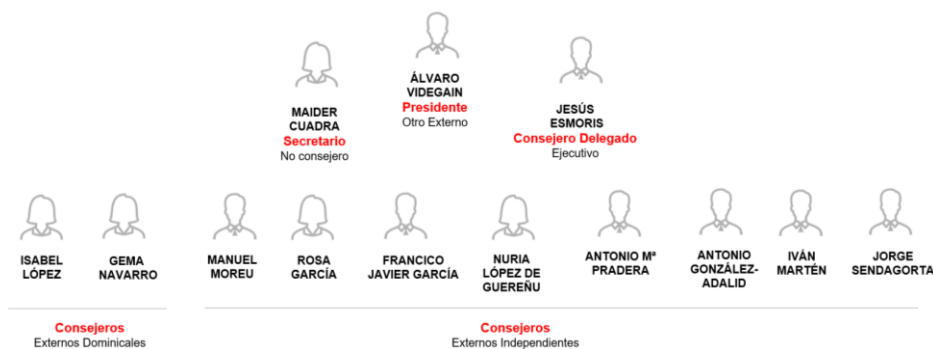 ÁLVARO
VIDEGAIN
Presidente
Otro Externo
MAIDER
CUADRA
Secretario
No consejero
JESÚS
ESMORIS
Consejero Delegado
Ejecutivo
ISABEL
LÓPEZ
GEMA
NAVARRO
MANUEL
MOREU
ROSA
GARCÍA
FRANCICO
JAVIER GARCÍA
NURIA
LÓPEZ DE
GUEREÑU
ANTONIO Mª
PRADERA
ANTONIO
GONZÁLEZ-
ADALID
IVÁN
MARTÉN
JORGE
SENDAGORTA
Consejeros
Externos Dominicales
Consejeros
Externos Independientes